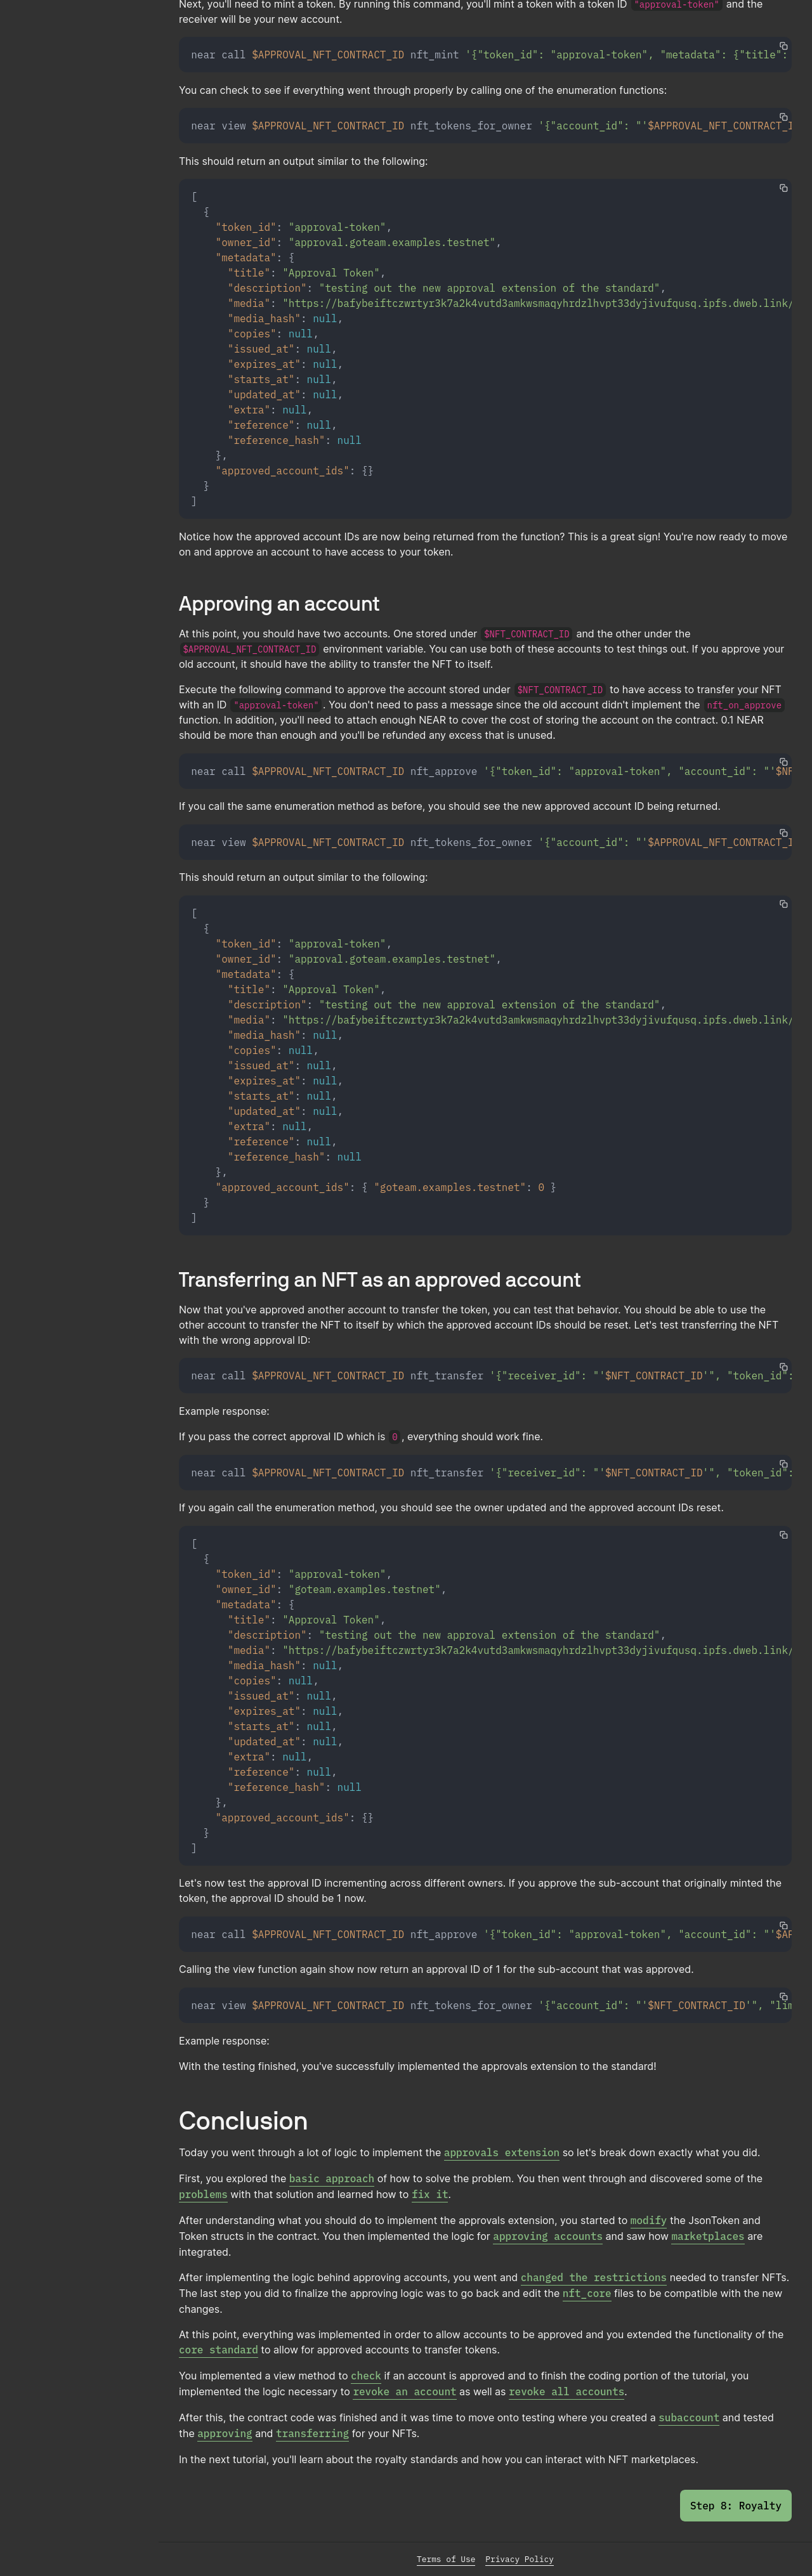 Next, you'll need to mint a token. By running this command, you'll mint a token with a token ID "approval-token" and the
receiver will be your new account.
near call $APPROVAL_NFT_CONTRACT_ID nft_mint '{"token_id": "approval-token", "metadata": {"title":
You can check to see if everything went through properly by calling one of the enumeration functions:
near view $APPROVAL_NFT_CONTRACT_ID nft_tokens_for_owner '{"account_id": "'$APPROVAL_NFT_CONTRACT_I
This should return an output similar to the following:
[
{
"token_id": "approval-token",
"owner_id": "approval.goteam.examples.testnet",
"metadata": {
"title": "Approval Token",
"description": "testing out the new approval extension of the standard",
"media": "https://bafybeiftczwrtyr3k7a2k4vutd3amkwsmaqyhrdzlhvpt33dyjivufqusq.ipfs.dweb.link/
"media_hash": null,
"copies": null,
"issued_at": null,
"expires_at": null,
"starts_at": null,
"updated_at": null,
"extra": null,
"reference": null,
"reference_hash": null
},
"approved_account_ids": {}
}
]
Notice how the approved account IDs are now being returned from the function? This is a great sign! You're now ready to move
on and approve an account to have access to your token.
Approving an account
At this point, you should have two accounts. One stored under $NFT_CONTRACT_ID and the other under the
$APPROVAL_NFT_CONTRACT_ID environment variable. You can use both of these accounts to test things out. If you approve your
old account, it should have the ability to transfer the NFT to itself.
Execute the following command to approve the account stored under $NFT_CONTRACT_ID to have access to transfer your NFT
with an ID "approval-token". You don't need to pass a message since the old account didn't implement the nft_on_approve
function. In addition, you'll need to attach enough NEAR to cover the cost of storing the account on the contract. 0.1 NEAR
should be more than enough and you'll be refunded any excess that is unused.
near call $APPROVAL_NFT_CONTRACT_ID nft_approve '{"token_id": "approval-token", "account_id": "'$NF
If you call the same enumeration method as before, you should see the new approved account ID being returned.
near view $APPROVAL_NFT_CONTRACT_ID nft_tokens_for_owner '{"account_id": "'$APPROVAL_NFT_CONTRACT_I
This should return an output similar to the following:
[
{
"token_id": "approval-token",
"owner_id": "approval.goteam.examples.testnet",
"metadata": {
"title": "Approval Token",
"description": "testing out the new approval extension of the standard",
"media": "https://bafybeiftczwrtyr3k7a2k4vutd3amkwsmaqyhrdzlhvpt33dyjivufqusq.ipfs.dweb.link/
"media_hash": null,
"copies": null,
"issued_at": null,
"expires_at": null,
"starts_at": null,
"updated_at": null,
"extra": null,
"reference": null,
"reference_hash": null
},
"approved_account_ids": { "goteam.examples.testnet": 0 }
}
]
Transferring an NFT as an approved account
Now that you've approved another account to transfer the token, you can test that behavior. You should be able to use the
other account to transfer the NFT to itself by which the approved account IDs should be reset. Let's test transferring the NFT
with the wrong approval ID:
near call $APPROVAL_NFT_CONTRACT_ID nft_transfer '{"receiver_id": "'$NFT_CONTRACT_ID'", "token_id":
Example response:
If you pass the correct approval ID which is 0, everything should work fine.
near call $APPROVAL_NFT_CONTRACT_ID nft_transfer '{"receiver_id": "'$NFT_CONTRACT_ID'", "token_id":
If you again call the enumeration method, you should see the owner updated and the approved account IDs reset.
[
{
"token_id": "approval-token",
"owner_id": "goteam.examples.testnet",
"metadata": {
"title": "Approval Token",
"description": "testing out the new approval extension of the standard",
"media": "https://bafybeiftczwrtyr3k7a2k4vutd3amkwsmaqyhrdzlhvpt33dyjivufqusq.ipfs.dweb.link/
"media_hash": null,
"copies": null,
"issued_at": null,
"expires_at": null,
"starts_at": null,
"updated_at": null,
"extra": null,
"reference": null,
"reference_hash": null
},
"approved_account_ids": {}
}
]
Let's now test the approval ID incrementing across different owners. If you approve the sub-account that originally minted the
token, the approval ID should be 1 now.
near call $APPROVAL_NFT_CONTRACT_ID nft_approve '{"token_id": "approval-token", "account_id": "'$AP
Calling the view function again show now return an approval ID of 1 for the sub-account that was approved.
near view $APPROVAL_NFT_CONTRACT_ID nft_tokens_for_owner '{"account_id": "'$NFT_CONTRACT_ID'", "lim
Example response:
With the testing finished, you've successfully implemented the approvals extension to the standard!
Conclusion
Today you went through a lot of logic to implement the approvals extension so let's break down exactly what you did.
First, you explored the basic approach of how to solve the problem. You then went through and discovered some of the
problems with that solution and learned how to fix it.
After understanding what you should do to implement the approvals extension, you started to modify the JsonToken and
Token structs in the contract. You then implemented the logic for approving accounts and saw how marketplaces are
integrated.
After implementing the logic behind approving accounts, you went and changed the restrictions needed to transfer NFTs.
The last step you did to finalize the approving logic was to go back and edit the nft_core files to be compatible with the new
changes.
At this point, everything was implemented in order to allow accounts to be approved and you extended the functionality of the
core standard to allow for approved accounts to transfer tokens.
You implemented a view method to check if an account is approved and to finish the coding portion of the tutorial, you
implemented the logic necessary to revoke an account as well as revoke all accounts.
After this, the contract code was finished and it was time to move onto testing where you created a subaccount and tested
the approving and transferring for your NFTs.
In the next tutorial, you'll learn about the royalty standards and how you can interact with NFT marketplaces.
Step 8: Royalty
Terms of Use Privacy Policy